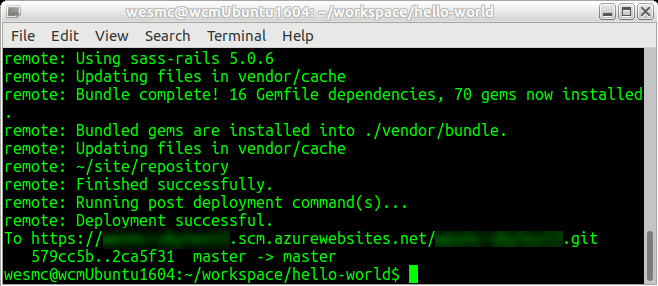 wesmc@wcmUbuntu1604: ~/workspace/hello-world
File Edit View Search Terminal Help
remote: Using sass-rails 5.0.6
remote: Updating files in vendor/cache
remote: Bundle complete! 16 Gemfile dependencies, 70 gems now installed
.
remote: Bundled gems are installed into ./vendor/bundle.
remote: Updating files in vendor/cache
remote: ~/site/repository
remote: Finished successfully.
remote: Running post deployment command(s)...
remote: Deployment successful.
To https:// .scm.azurewebsites.net/ .git
579cc5b..2ca5f31 master -> master
wesmc@wcmUbuntu1604:~/workspace/hello-world$